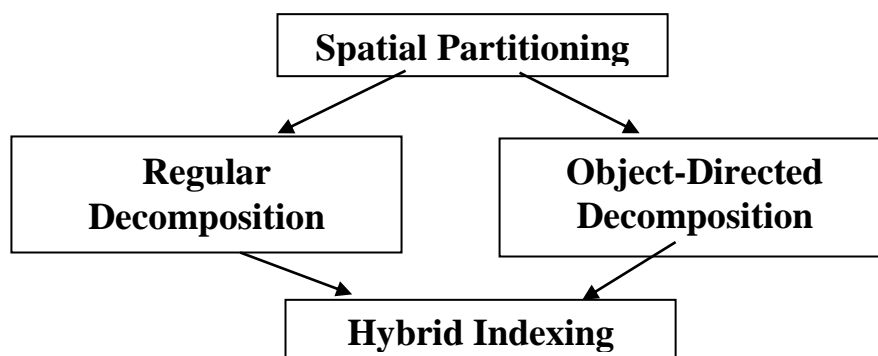 Spatial Partitioning
Regular
Decomposition
Object-Directed
Decomposition
Hybrid Indexing